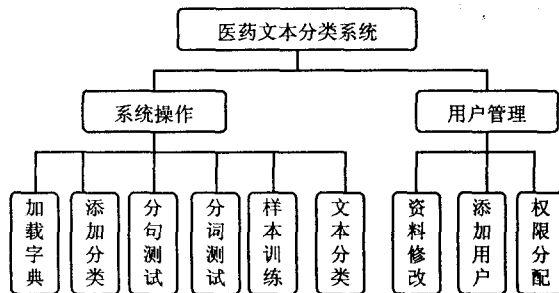 医药文本分类系统
系统操作
用户管理
加载字典
添加分类
分句测试
分词测试
样本训练
文本分类
资料修改
添加用户
权限分配